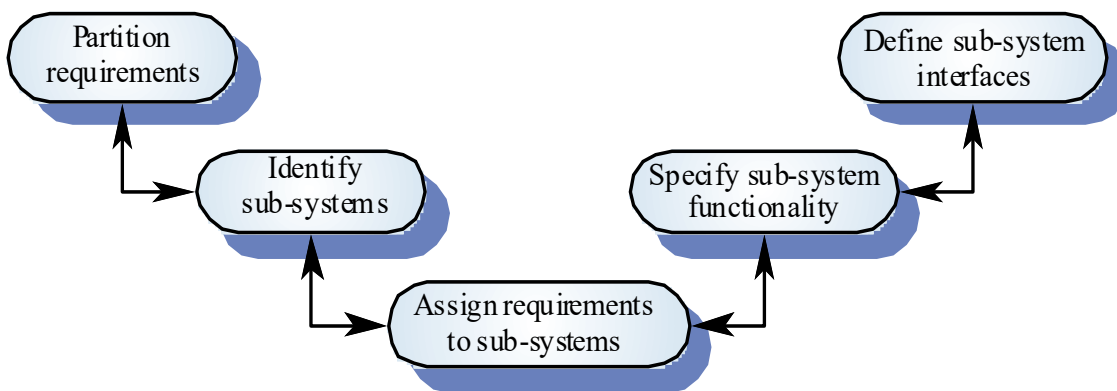 Partition
requirements
Define sub-system
interfaces
Identify
sub-systems
Specify sub-system
functionality
Assign requirements
to sub-systems